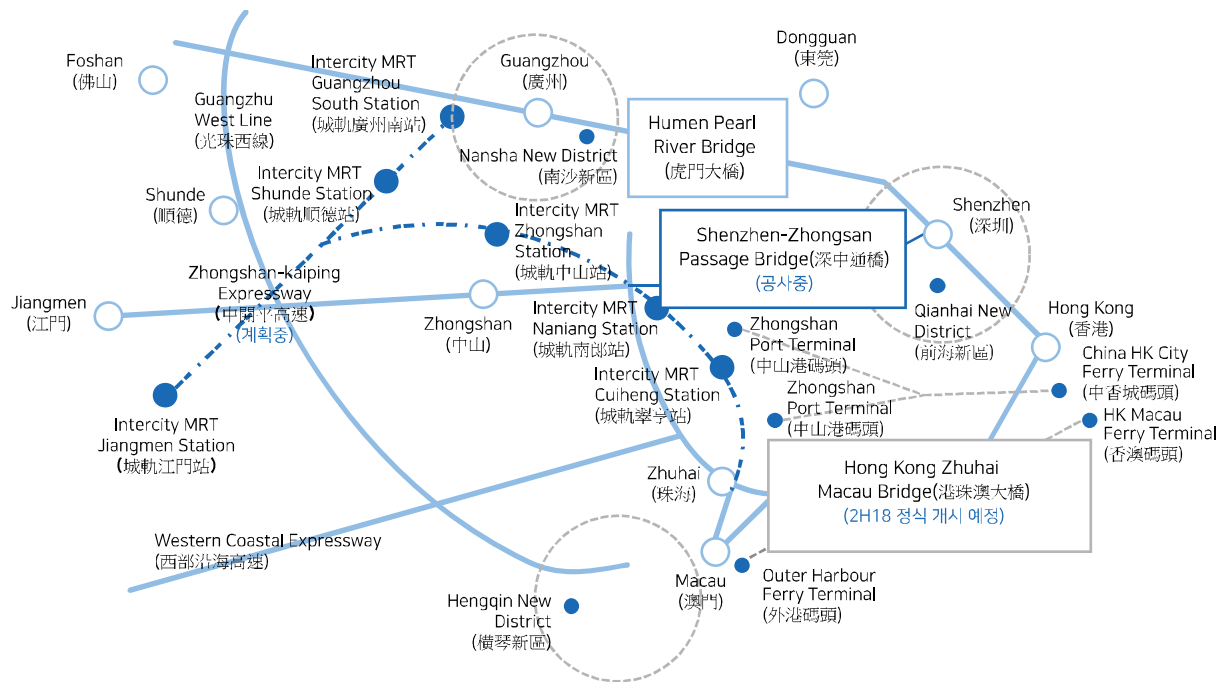 Foshan
(佛山)
Intercity MRT
Guangzhou
South Station
(城軌廣州南站)
Guangzhou
(廣州)
Dongguan
(東莞)
Guangzhu
West Line
(光珠西線)
Humen Pearl
River Bridge
(虎門大橋)
Nansha New District
(南沙新區)
Intercity MRT
Shunde Station
(城軌順德站)
Shunde
(順德)
Intercity MRT
Zhongshan
Station
(城軌中山站)
Shenzhen-Zhongsan
Passage Bridge(深中通橋)
(공사중)
Shenzhen
(深圳)
Zhongshan-kaiping
Expressway
(中開平高速)
(계획중)
Jiangmen
(江門)
Zhongshan
(中山)
Intercity MRT
Naniang Station
(城軌南郎站)
Zhongshan
Port Terminal
(中山港碼頭)
Qianhai New
District
(前海新區)
Hong Kong
(香港)
China HK City
Ferry Terminal
(中香城碼頭)
Intercity MRT
Cuiheng Station
(城軌翠亨站)
Zhongshan
Port Terminal
(中山港碼頭)
HK Macau
Ferry Terminal
(香澳碼頭)
Intercity MRT
Jiangmen Station
(城軌江門站)
Zhuhai
(珠海)
Hong Kong Zhuhai
Macau Bridge(港珠澳大橋)
(2H18 정식 개시 예정)
Western Coastal Expressway
(西部沿海高速)
Macau
(澳門)
Outer Harbour
Ferry Terminal
(外港碼頭)
Hengqin New
District
(橫琴新區)